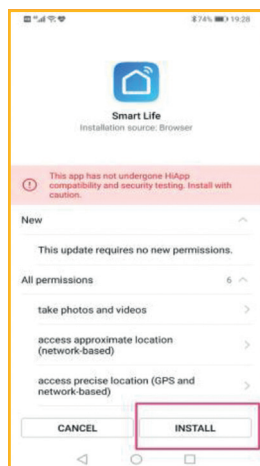 74% 19:28
Smart Life
Installation source: Browser
This app has not undergone HiApp
compatibility and security testing. Install with
caution.
New
This update requires no new permissions.
All permissions 6
take photos and videos
access approximate location
(network-based)
access precise location (GPS and
network-based)
CANCEL INSTALL